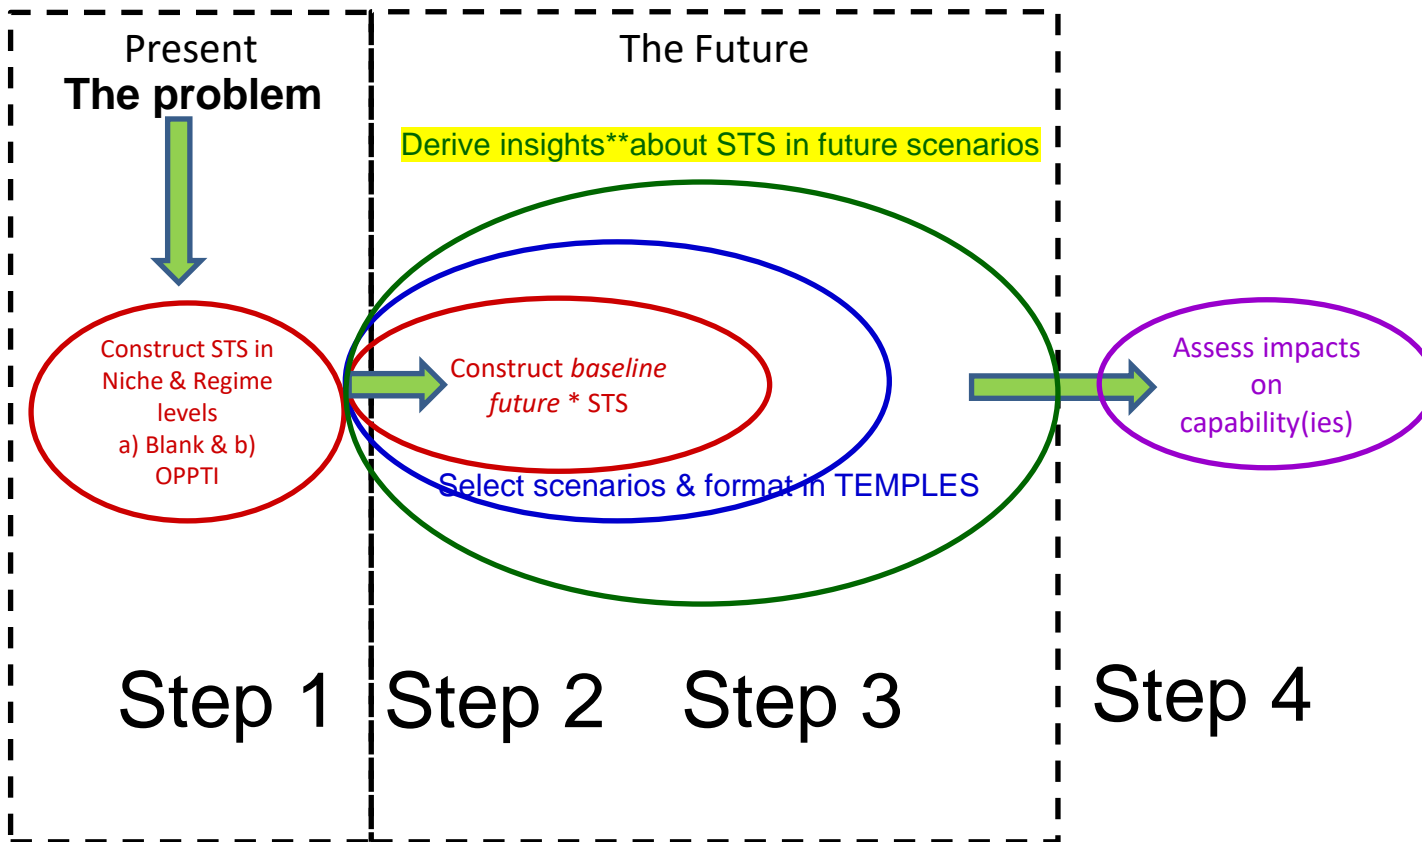 Present
The problem
The Future
Derive insights**about STS in future scenarios
Construct STS in
Niche & Regime
levels
a) Blank & b)
OPPTI
Construct baseline
future * STS
Select scenarios & format in TEMPLES
Assess impacts
on
capability(ies)
Step 1
Step 2
Step 3
Step 4